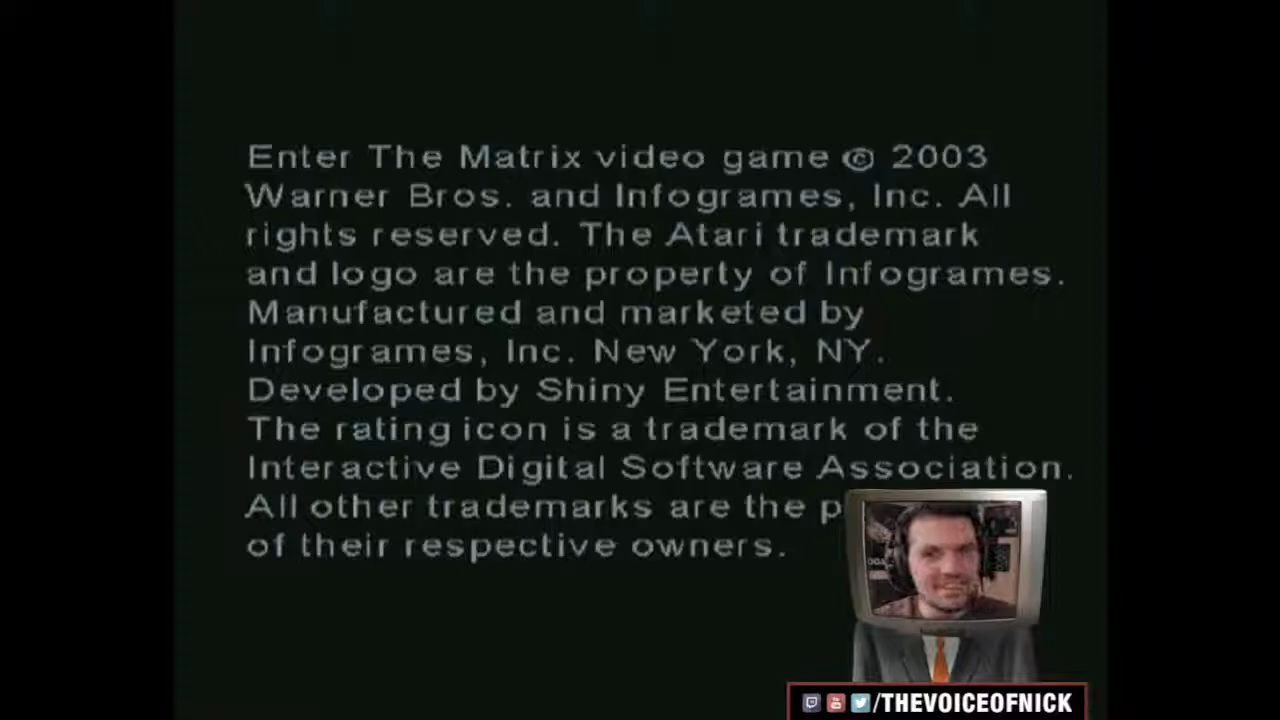 Enter The Matrix video game © 2003
Warner Bros. and Infogrames, Inc. All
rights reserved. The Atari trademark
and logo are the property of Infogrames.
Manufactured and marketed by
Infogrames, Inc. New York, NY.
Developed by Shiny Entertainment.
The rating icon is a trademark of the
Interactive Digital Software Association.
All other trademarks are the p
of their respective owners.
/THEVOICEOFNICK